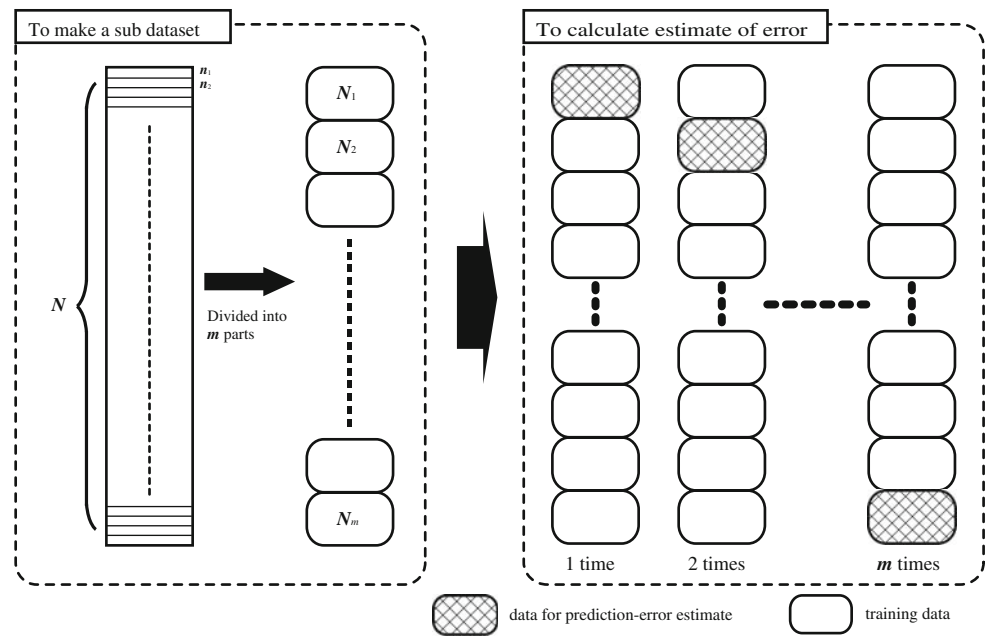 To make a sub dataset
n₁
n₂
N
Divided into
m parts
N₁
N₂
Nₘ
To calculate estimate of error
1 time
2 times
m times
data for prediction-error estimate
training data